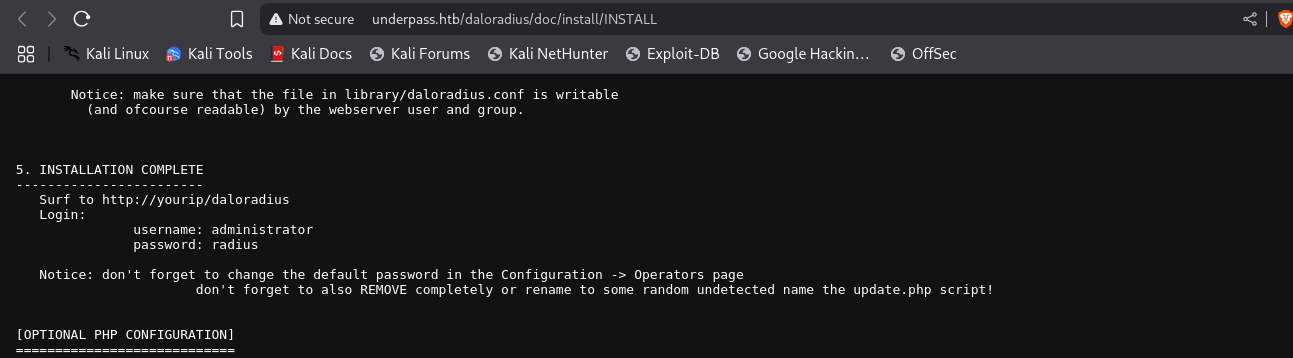 Not secure underpass.htb/daloradius/doc/install/INSTALL
Kali Linux Kali Tools Kali Docs Kali Forums Kali NetHunter Exploit-DB Google Hackin... OffSec
Notice: make sure that the file in library/daloradius.conf is writable
(and ofcourse readable) by the webserver user and group.
5. INSTALLATION COMPLETE
------------------------
Surf to http://yourip/daloradius
Login:
username: administrator
password: radius
Notice: don't forget to change the default password in the Configuration -> Operators page
don't forget to also REMOVE completely or rename to some random undetected name the update.php script!
[OPTIONAL PHP CONFIGURATION]
============================